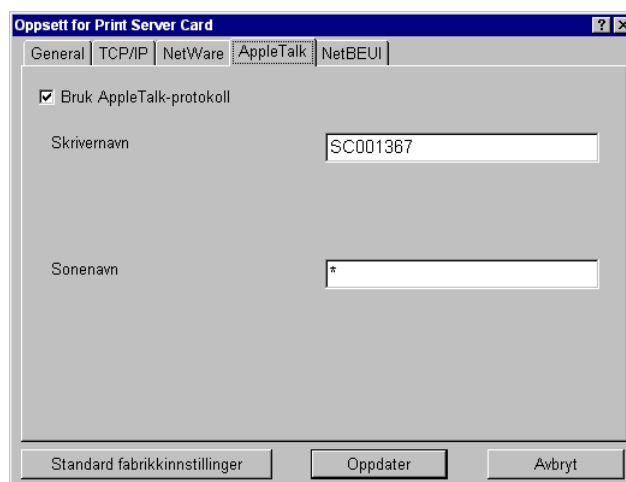 Oppsett for Print Server Card
General TCP/IP NetWare AppleTalk NetBEUI
Bruk AppleTalk-protokoll
Skrivernavn SC001367
Sonenavn *
Standard fabrikkinnstillinger Oppdater Avbryt